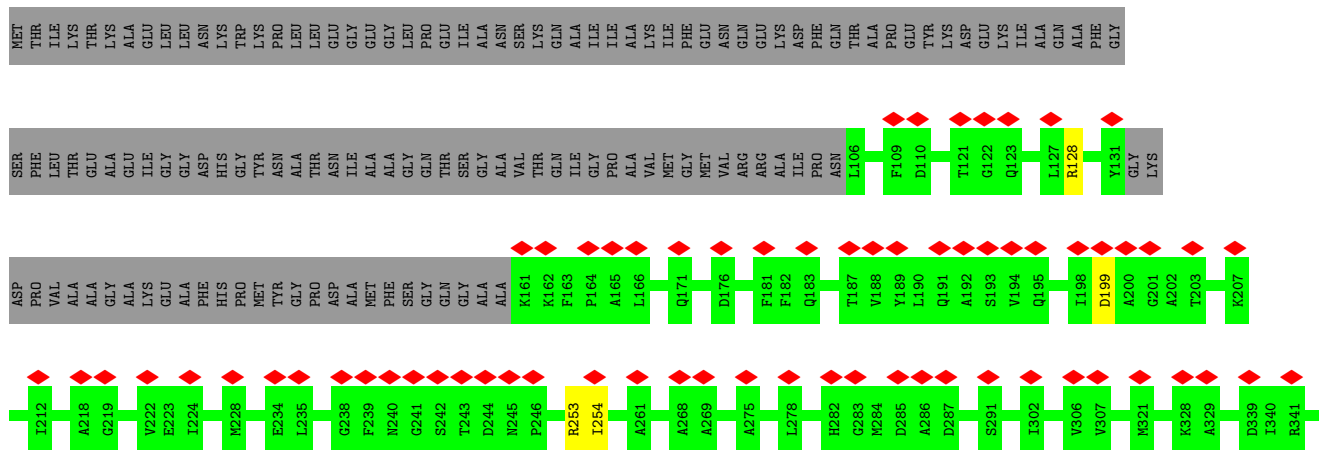 MET THR ILE LYS THR LYS ALA GLU LEU LEU ASN LYS TRP LYS PRO LEU LEU GLU GLY GLU GLY LEU PRO GLU ILE ALA ASN SER LYS GLN ALA ILE ILE ALA LYS ILE PHE GLU ASN GLN GLU LYS ASP PHE GLN THR ALA PRO GLU TYR LYS ASP GLU LYS ILE ALA GLN ALA PHE GLY
SER PHE LEU THR GLU ALA GLU ILE GLY GLY ASP HIS GLY TYR ASN ALA THR ASN ILE ALA ALA GLY GLN THR SER GLY ALA VAL THR GLN ILE GLY PRO ALA VAL MET GLY MET VAL ARG ARG ALA ILE PRO ASN L106 F109 D110 T121 G122 Q123 L127 R128 Y131 GLY LYS
ASP PRO VAL ALA ALA GLY ALA LYS GLU ALA PHE HIS PRO MET TYR GLY PRO ASP ALA MET PHE SER GLY GLN GLY ALA ALA K161 K162 F163 P164 A165 L166 Q171 D176 F181 F182 Q183 T187 V188 Y189 L190 Q191 A192 S193 V194 Q195 I198 D199 A200 G201 A202 T203 K207
I212 A218 G219 V222 E223 I224 M228 E234 L235 G238 F239 N240 G241 S242 T243 D244 N245 P246 R253 I254 A261 A268 A269 A275 L278 H282 G283 M284 D285 A286 D287 S291 I302 V306 V307 M321 K328 A329 D339 I340 R341